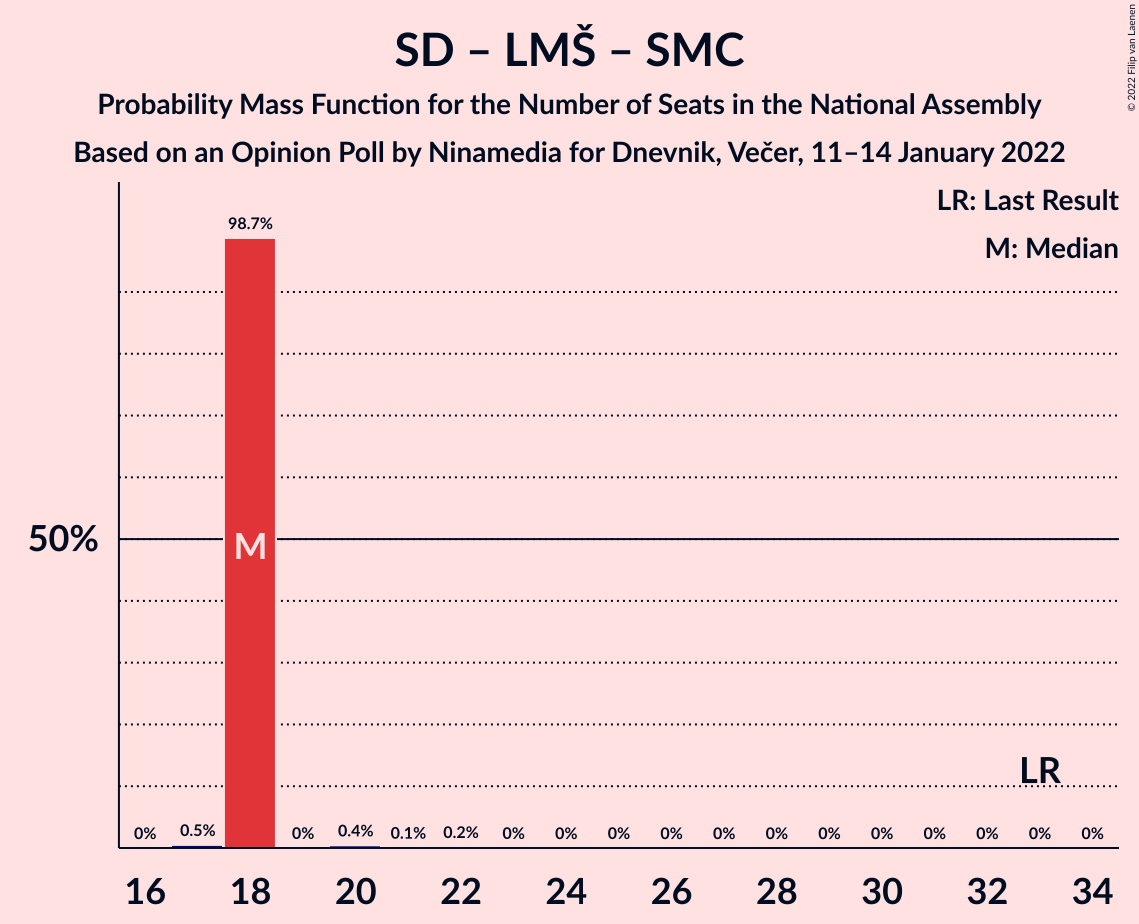 SD – LMŠ – SMC
Probability Mass Function for the Number of Seats in the National Assembly
Based on an Opinion Poll by Ninamedia for Dnevnik, Večer, 11–14 January 2022
© 2022 Filip van Laenen
LR: Last Result
M: Median
98.7%
50%
M
LR
0% 0.5% 0% 0.4% 0.1% 0.2% 0% 0% 0% 0% 0% 0% 0% 0% 0% 0% 0% 0%
16 18 20 22 24 26 28 30 32 34